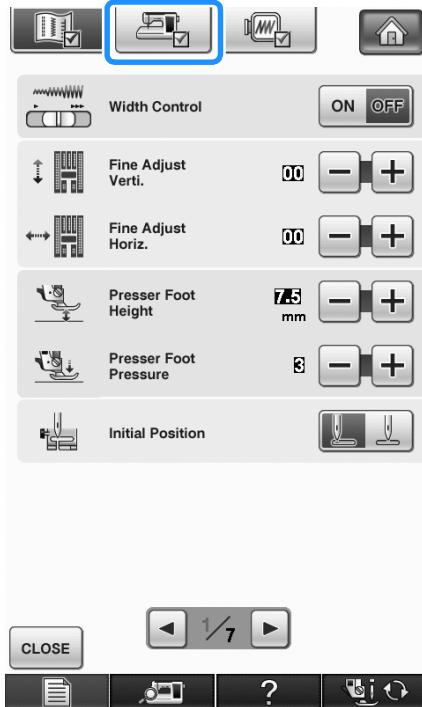 Width Control
ON OFF
Fine Adjust
Verti.
00
Fine Adjust
Horiz.
00
Presser Foot
Height
7.5
mm
Presser Foot
Pressure
3
Initial Position
1/7
CLOSE
?